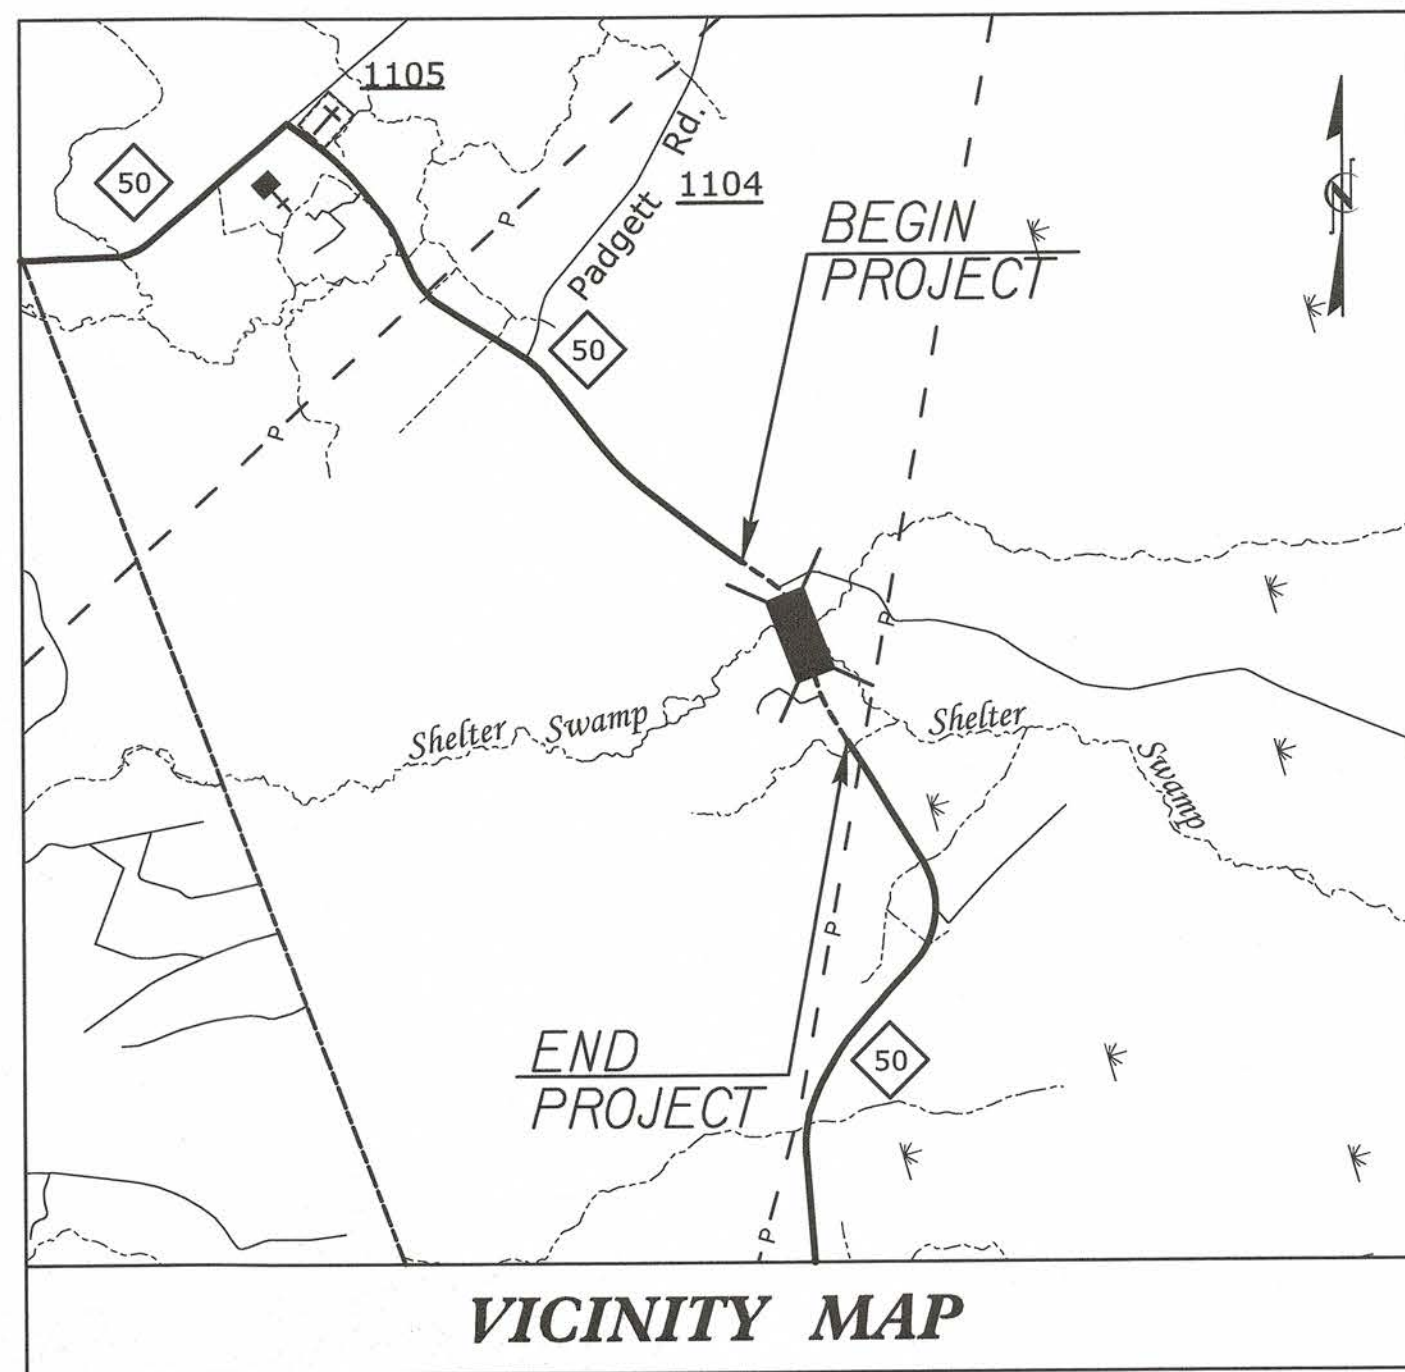 1105
50
Padgett Rd.
1104
BEGIN
PROJECT
N
P
50
P
P
Shelter Swamp
Shelter
Swamp
P
END
PROJECT
50
P
VICINITY MAP